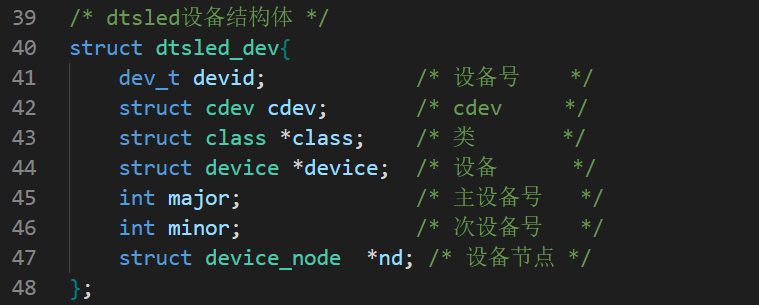 39 /* dtsled设备结构体 */
40 struct dtsled_dev{
41     dev_t devid;            /* 设备号    */
42     struct cdev cdev;       /* cdev     */
43     struct class *class;    /* 类       */
44     struct device *device;  /* 设备      */
45     int major;              /* 主设备号   */
46     int minor;              /* 次设备号   */
47     struct device_node  *nd; /* 设备节点 */
48 };